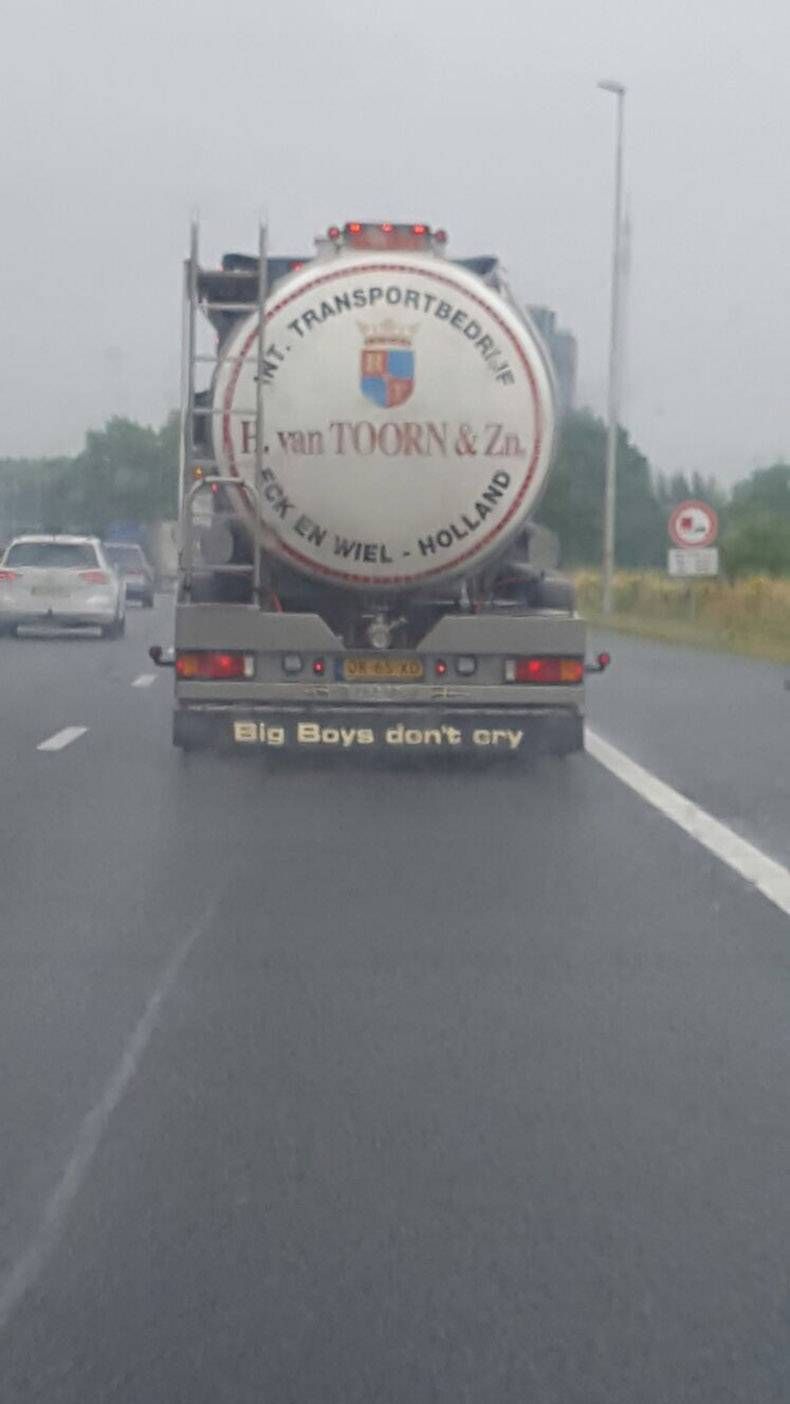 INT. TRANSPORTBEDRIJF
H. van TOORN & Zn.
ECK EN WIEL - HOLLAND
Big Boys don't cry